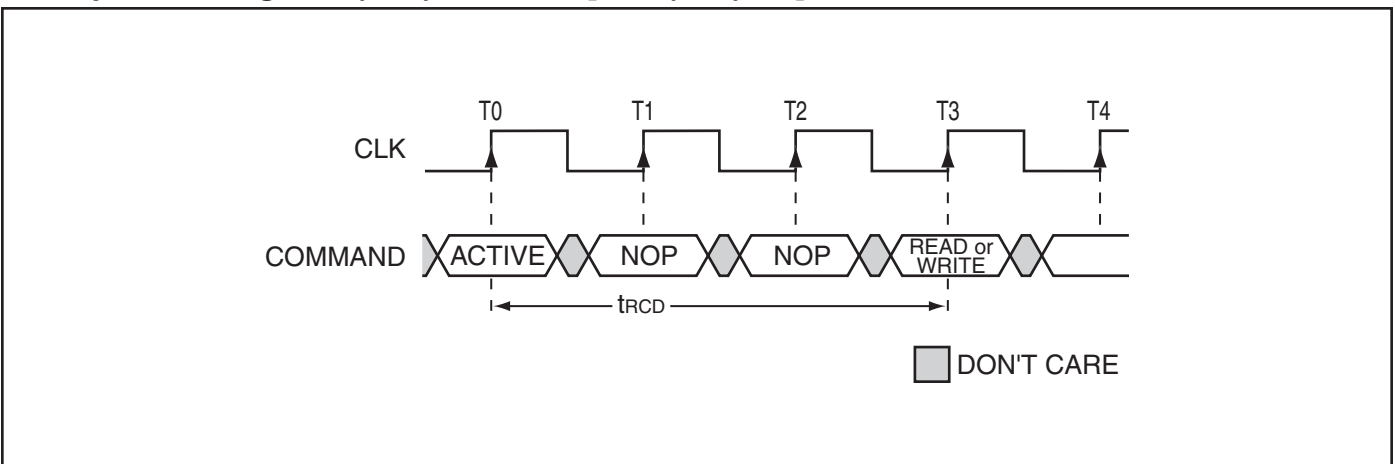 T0 T1 T2 T3 T4
CLK
COMMAND ACTIVE NOP NOP READ or
WRITE
tRCD
DON'T CARE